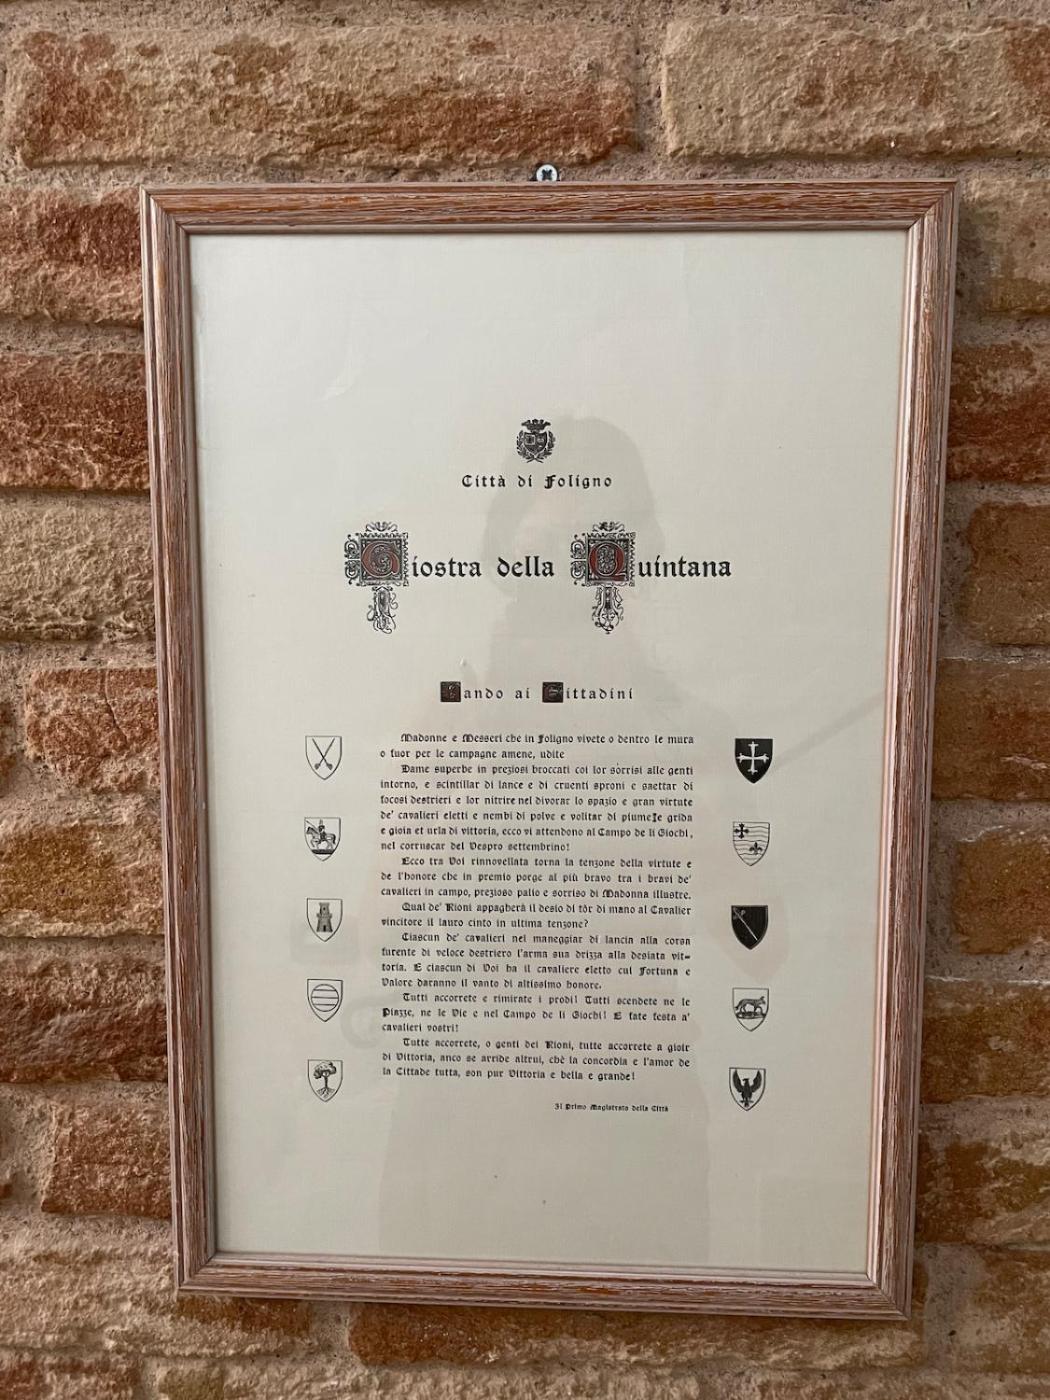 Città di Foligno
Giostra della Quintana
Bando ai Cittadini
Madonne e Messeri che in Foligno vivete o dentro le mura
o fuor per le campagne amene, udite
Dame superbe in preziosi broccati coi lor sorrisi alle genti
intorno, e scintillar di lance e di cruenti sproni e saettar di
focosi destrieri e lor nitrire nel divorar lo spazio e gran virtute
de' cavalieri eletti e nembi di polve e volitar di piume!e grida
e gioia et urla di vittoria, ecco vi attendono al Campo de li Giochi,
nel corruscar del Vespro settembrino!
Ecco tra Voi rinnovellata torna la tenzone della virtute e
de l'honore che in premio porge al più bravo tra i bravi de'
cavalieri in campo, prezioso palio e sorriso di Madonna illustre.
Qual de' Rioni appagherà il desio di tòr di mano al Cavalier
vincitore il lauro cinto in ultima tenzone?
Ciascun de' cavalieri nel maneggiar di lancia alla corsa
furente di veloce destriero l'arma sua drizza alla desiata vit=
toria. E ciascun di Voi ha il cavaliere eletto cui Fortuna e
Valore daranno il vanto di altissimo honore.
Tutti accorrete e rimirate i prodi! Tutti scendete ne le
Piazze, ne le Vie e nel Campo de li Giochi! E fate festa a'
cavalieri vostri!
Tutte accorrete, o genti dei Rioni, tutte accorrete a gioir
di Vittoria, anco se arride altrui, chè la concordia e l'amor de
la Cittade tutta, son pur Vittoria e bella e grande!
Il Primo Magistrato della Città